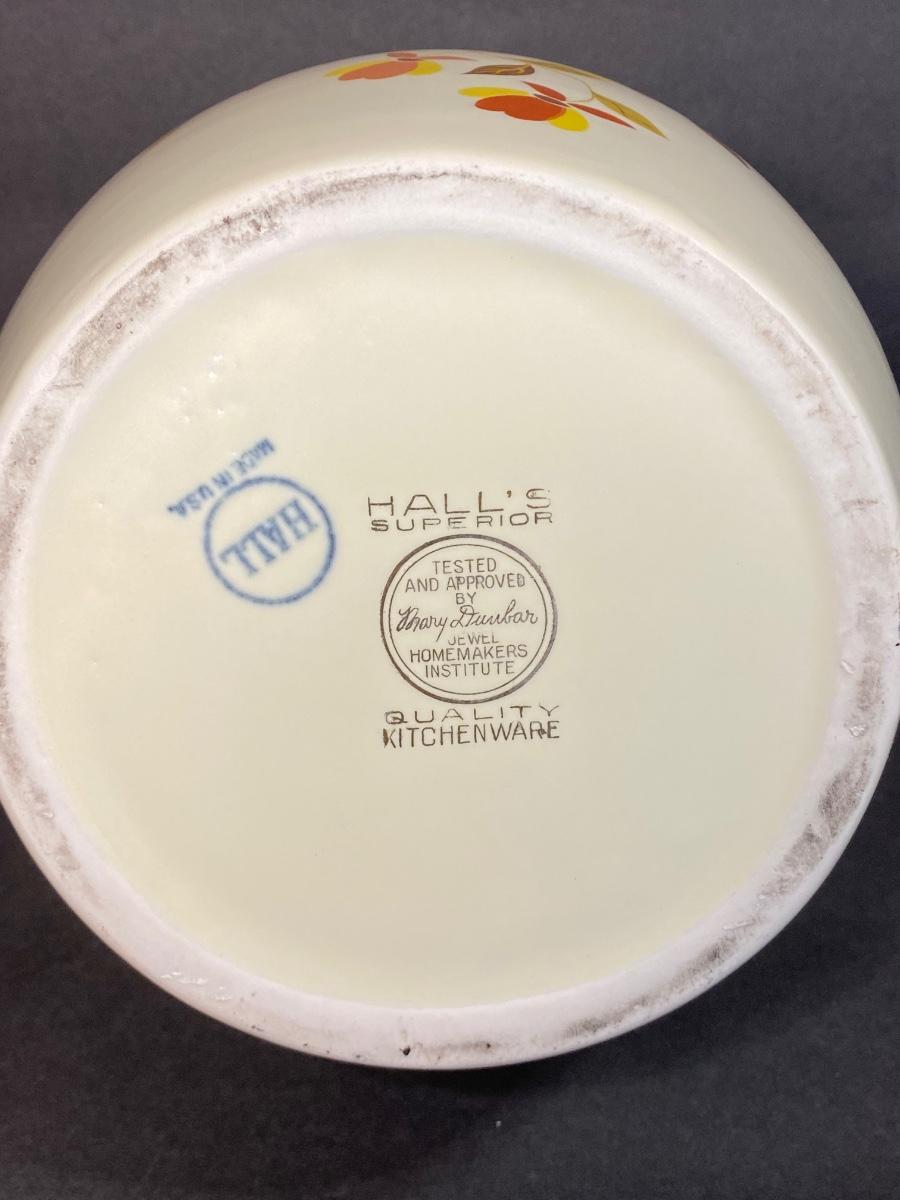 HALL'S
SUPERIOR
TESTED
AND APPROVED
BY
Mary Dunbar
JEWEL
HOMEMAKERS
INSTITUTE
QUALITY
KITCHENWARE
HALL
MADE IN U.S.A.